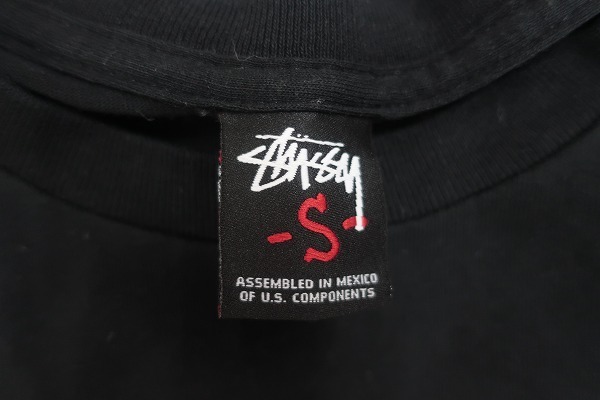 STÜSSY
-S-
ASSEMBLED IN MEXICO
OF U.S. COMPONENTS